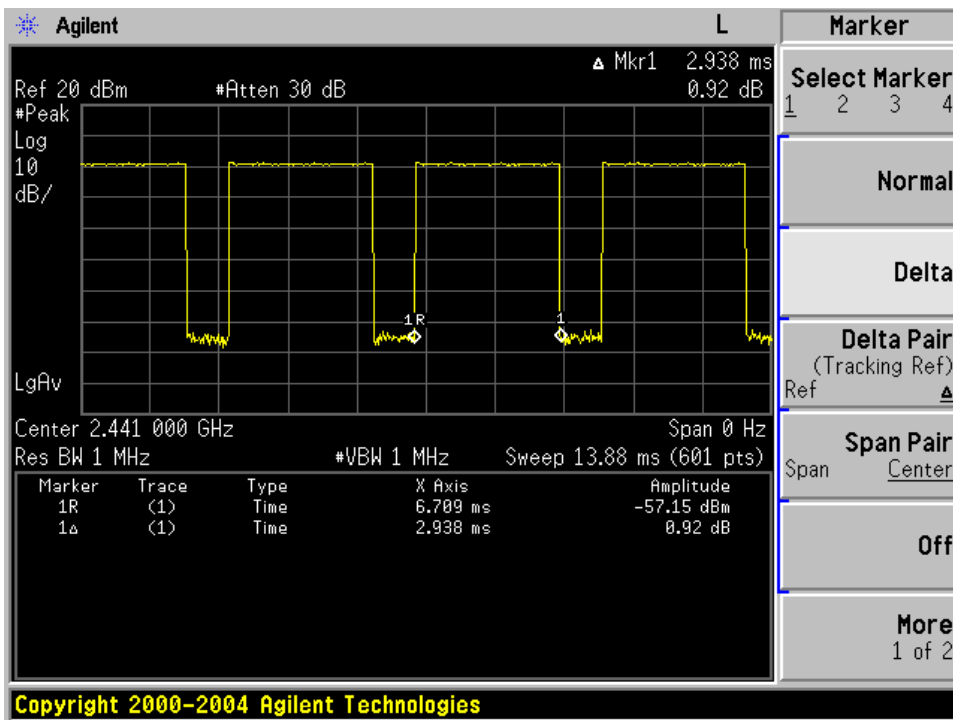 Agilent L
Δ Mkr1 2.938 ms
Ref 20 dBm #Atten 30 dB 0.92 dB
#Peak
Log
10
dB/
1R 1
LgAv
Center 2.441 000 GHz Span 0 Hz
Res BW 1 MHz #VBW 1 MHz Sweep 13.88 ms (601 pts)
Marker Trace Type X Axis Amplitude
1R (1) Time 6.709 ms -57.15 dBm
1Δ (1) Time 2.938 ms 0.92 dB
Copyright 2000-2004 Agilent Technologies
Marker
Select Marker
1 2 3 4
Normal
Delta
Delta Pair
(Tracking Ref)
Ref Δ
Span Pair
Span Center
Off
More
1 of 2